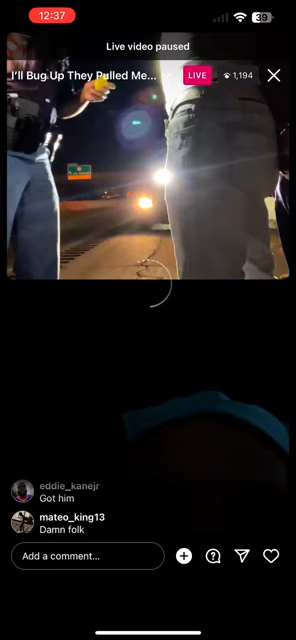 12:37
39
Live video paused
I'll Bug Up They Pulled Me...
LIVE
1,194
eddie_kanejr
Got him
mateo_king13
Damn folk
Add a comment...